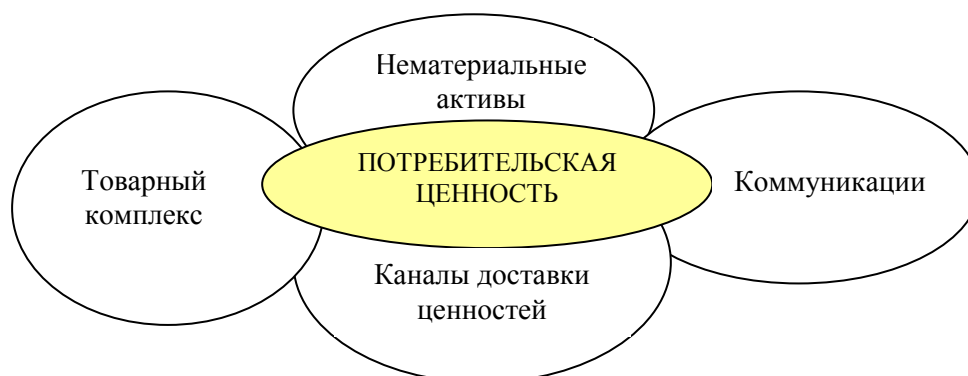 Нематериальные
активы
ПОТРЕБИТЕЛЬСКАЯ
ЦЕННОСТЬ
Товарный
комплекс
Коммуникации
Каналы доставки
ценностей